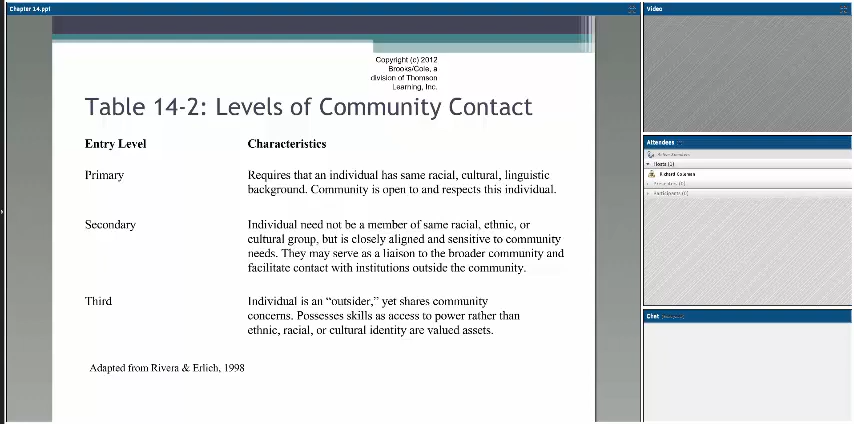 Chapter 14.ppt
Copyright (c) 2012
Brooks/Cole, a
division of Thomson
Learning, Inc.
Table 14-2: Levels of Community Contact
Entry Level Characteristics
Primary Requires that an individual has same racial, cultural, linguistic
background. Community is open to and respects this individual.
Secondary Individual need not be a member of same racial, ethnic, or
cultural group, but is closely aligned and sensitive to community
needs. They may serve as a liaison to the broader community and
facilitate contact with institutions outside the community.
Third Individual is an “outsider,” yet shares community
concerns. Possesses skills as access to power rather than
ethnic, racial, or cultural identity are valued assets.
Adapted from Rivera & Erlich, 1998
Video
Attendees
Hosts (1)
Richard Coleman
Presenters (0)
Participants (0)
Chat